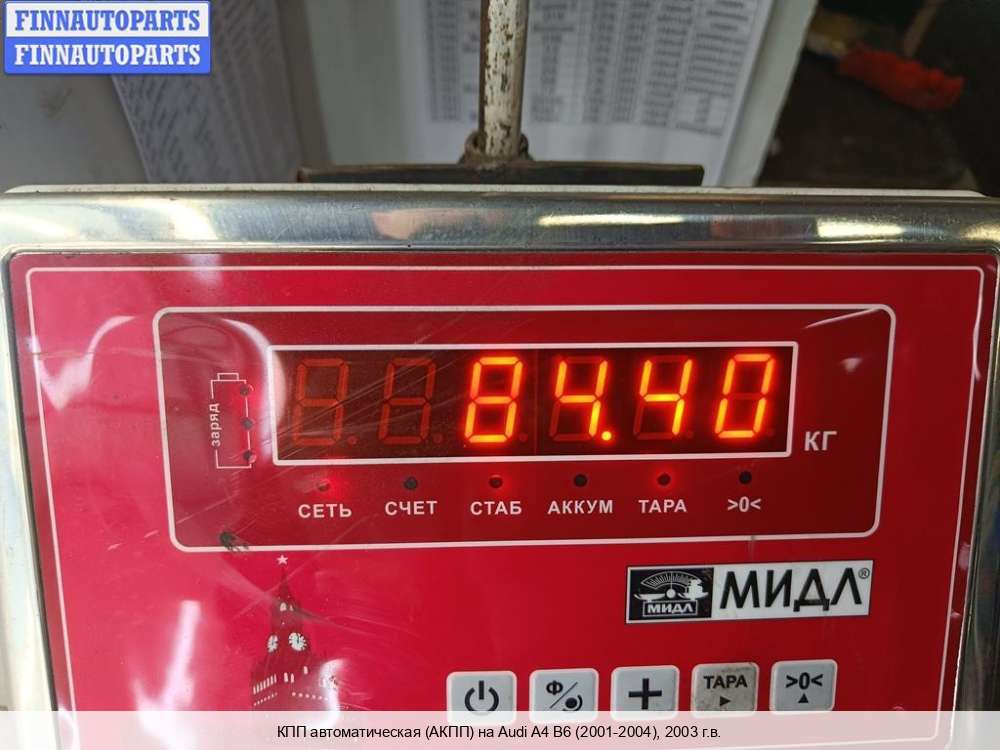 FINNAUTOPARTS
FINNAUTOPARTS
84.40
КГ
заряд
СЕТЬ СЧЕТ СТАБ АККУМ ТАРА >0<
МИДЛ МИДЛ®
Ф ТАРА >0<
КПП автоматическая (АКПП) на Audi A4 B6 (2001-2004), 2003 г.в.